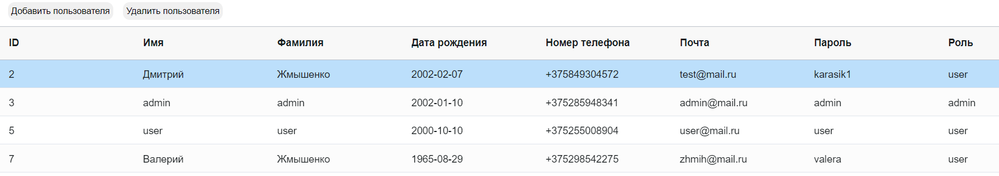 Добавить пользователя Удалить пользователя
ID Имя Фамилия Дата рождения Номер телефона Почта Пароль Роль
2 Дмитрий Жмышенко 2002-02-07 +375849304572 test@mail.ru karasik1 user
3 admin admin 2002-01-10 +375285948341 admin@mail.ru admin admin
5 user user 2000-10-10 +375255008904 user@mail.ru user user
7 Валерий Жмышенко 1965-08-29 +375298542275 zhmih@mail.ru valera user